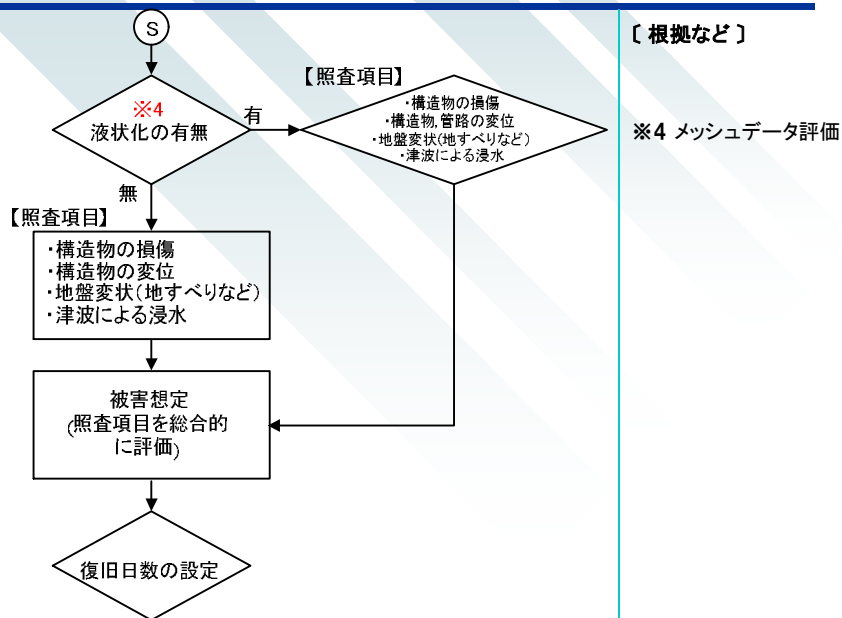 S
〔 根拠など 〕
※4
液状化の有無
有
【照査項目】
・構造物の損傷
・構造物,管路の変位
・地盤変状(地すべりなど)
・津波による浸水
※4 メッシュデータ評価
無
【照査項目】
・構造物の損傷
・構造物の変位
・地盤変状(地すべりなど)
・津波による浸水
被害想定
(照査項目を総合的
に評価)
復旧日数の設定